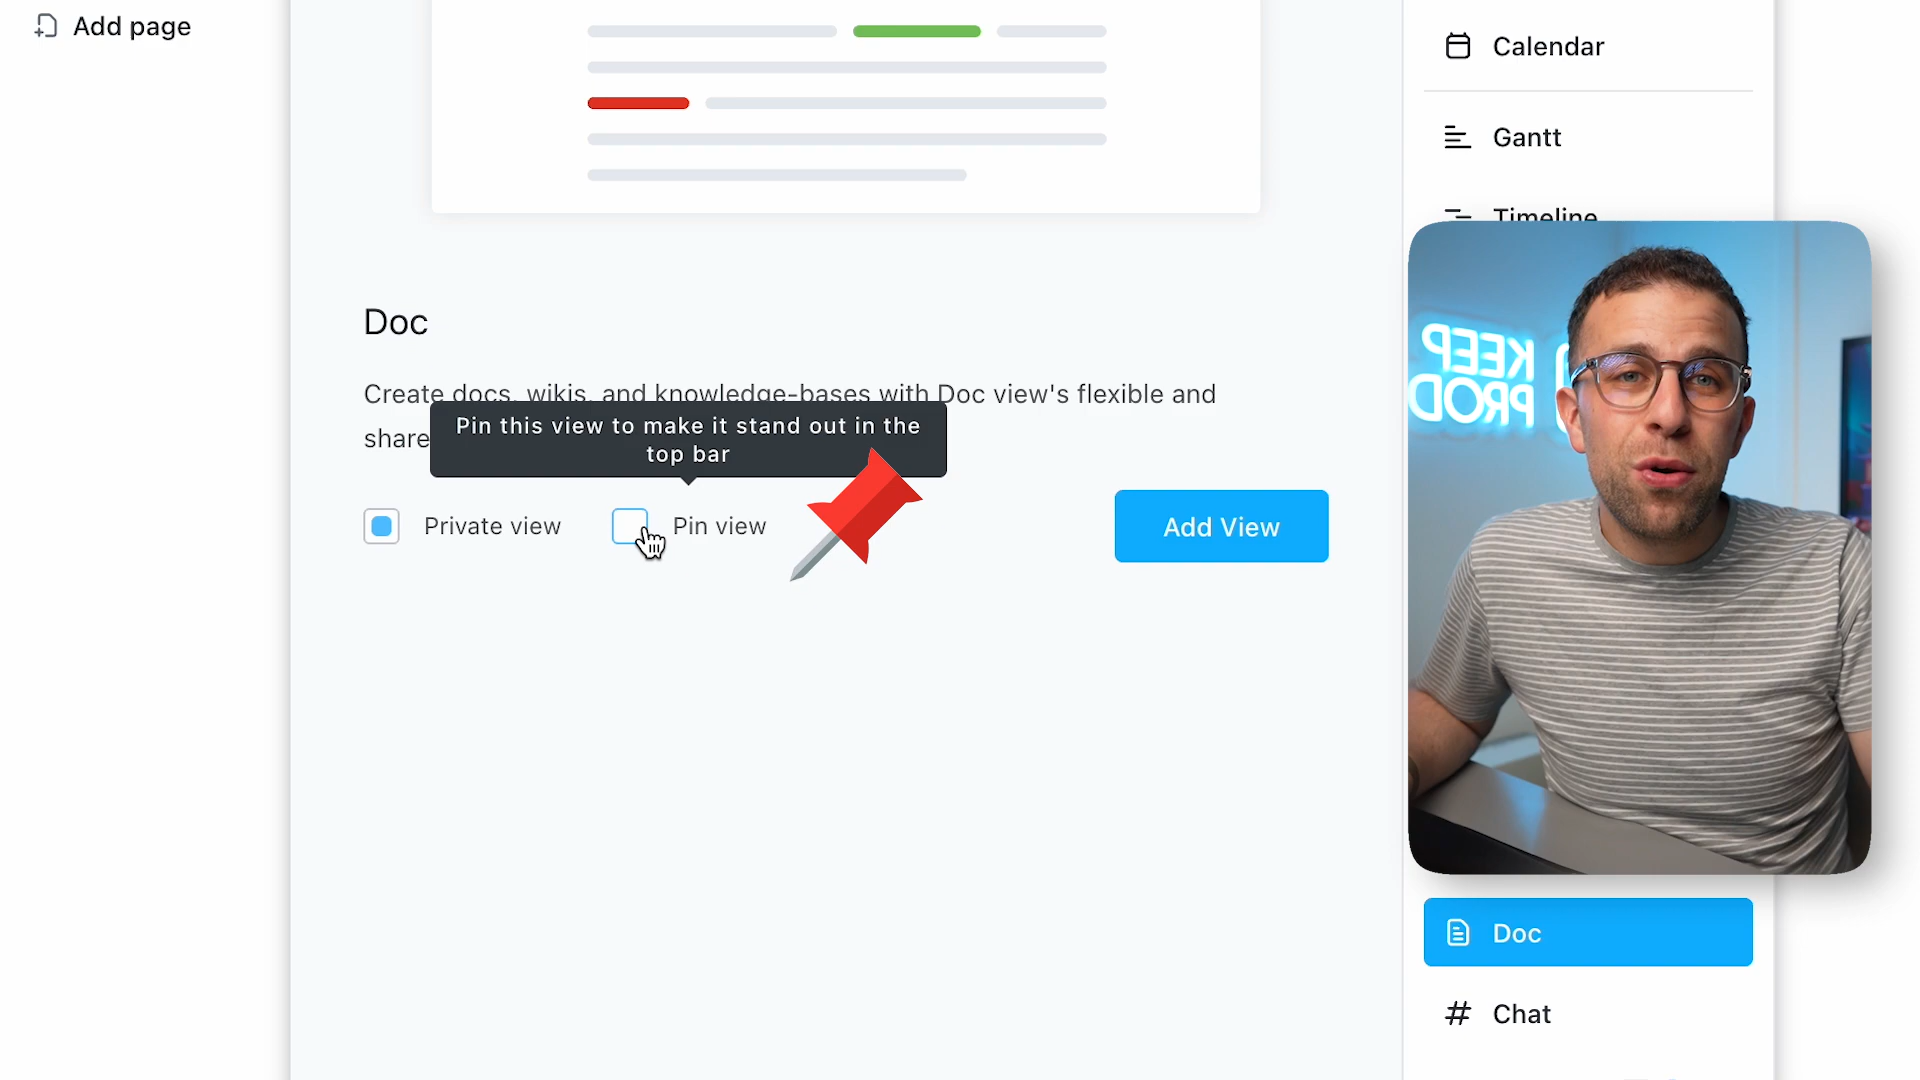 Add page
Calendar
Gantt
Timeline
Doc
Create docs, wikis, and knowledge-bases with Doc view's flexible and
share
Pin this view to make it stand out in the
top bar
Private view
Pin view
Add View
KEEP
PROD
Doc
Chat